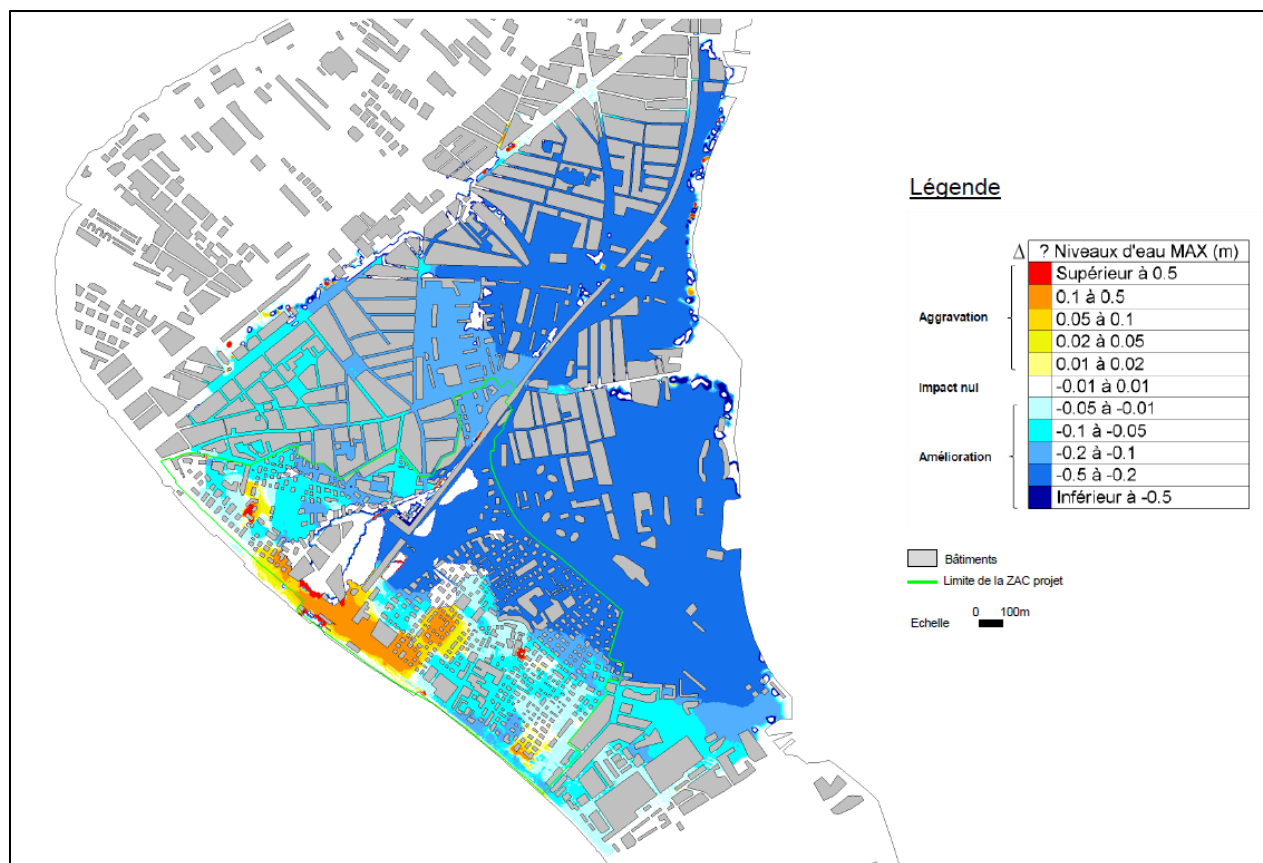 Légende
Δ ? Niveaux d'eau MAX (m)
Supérieur à 0.5
0.1 à 0.5
Aggravation
0.05 à 0.1
0.02 à 0.05
0.01 à 0.02
Impact nul
-0.01 à 0.01
-0.05 à -0.01
-0.1 à -0.05
Amélioration
-0.2 à -0.1
-0.5 à -0.2
Inférieur à -0.5
Bâtiments
Limite de la ZAC projet
Echelle 0 100m